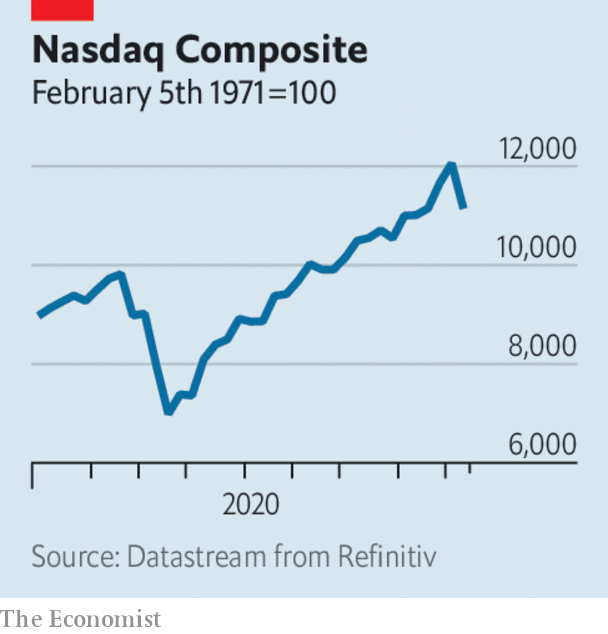 Nasdaq Composite
February 5th 1971=100
12,000
10,000
8,000
6,000
2020
Source: Datastream from Refinitiv
The Economist